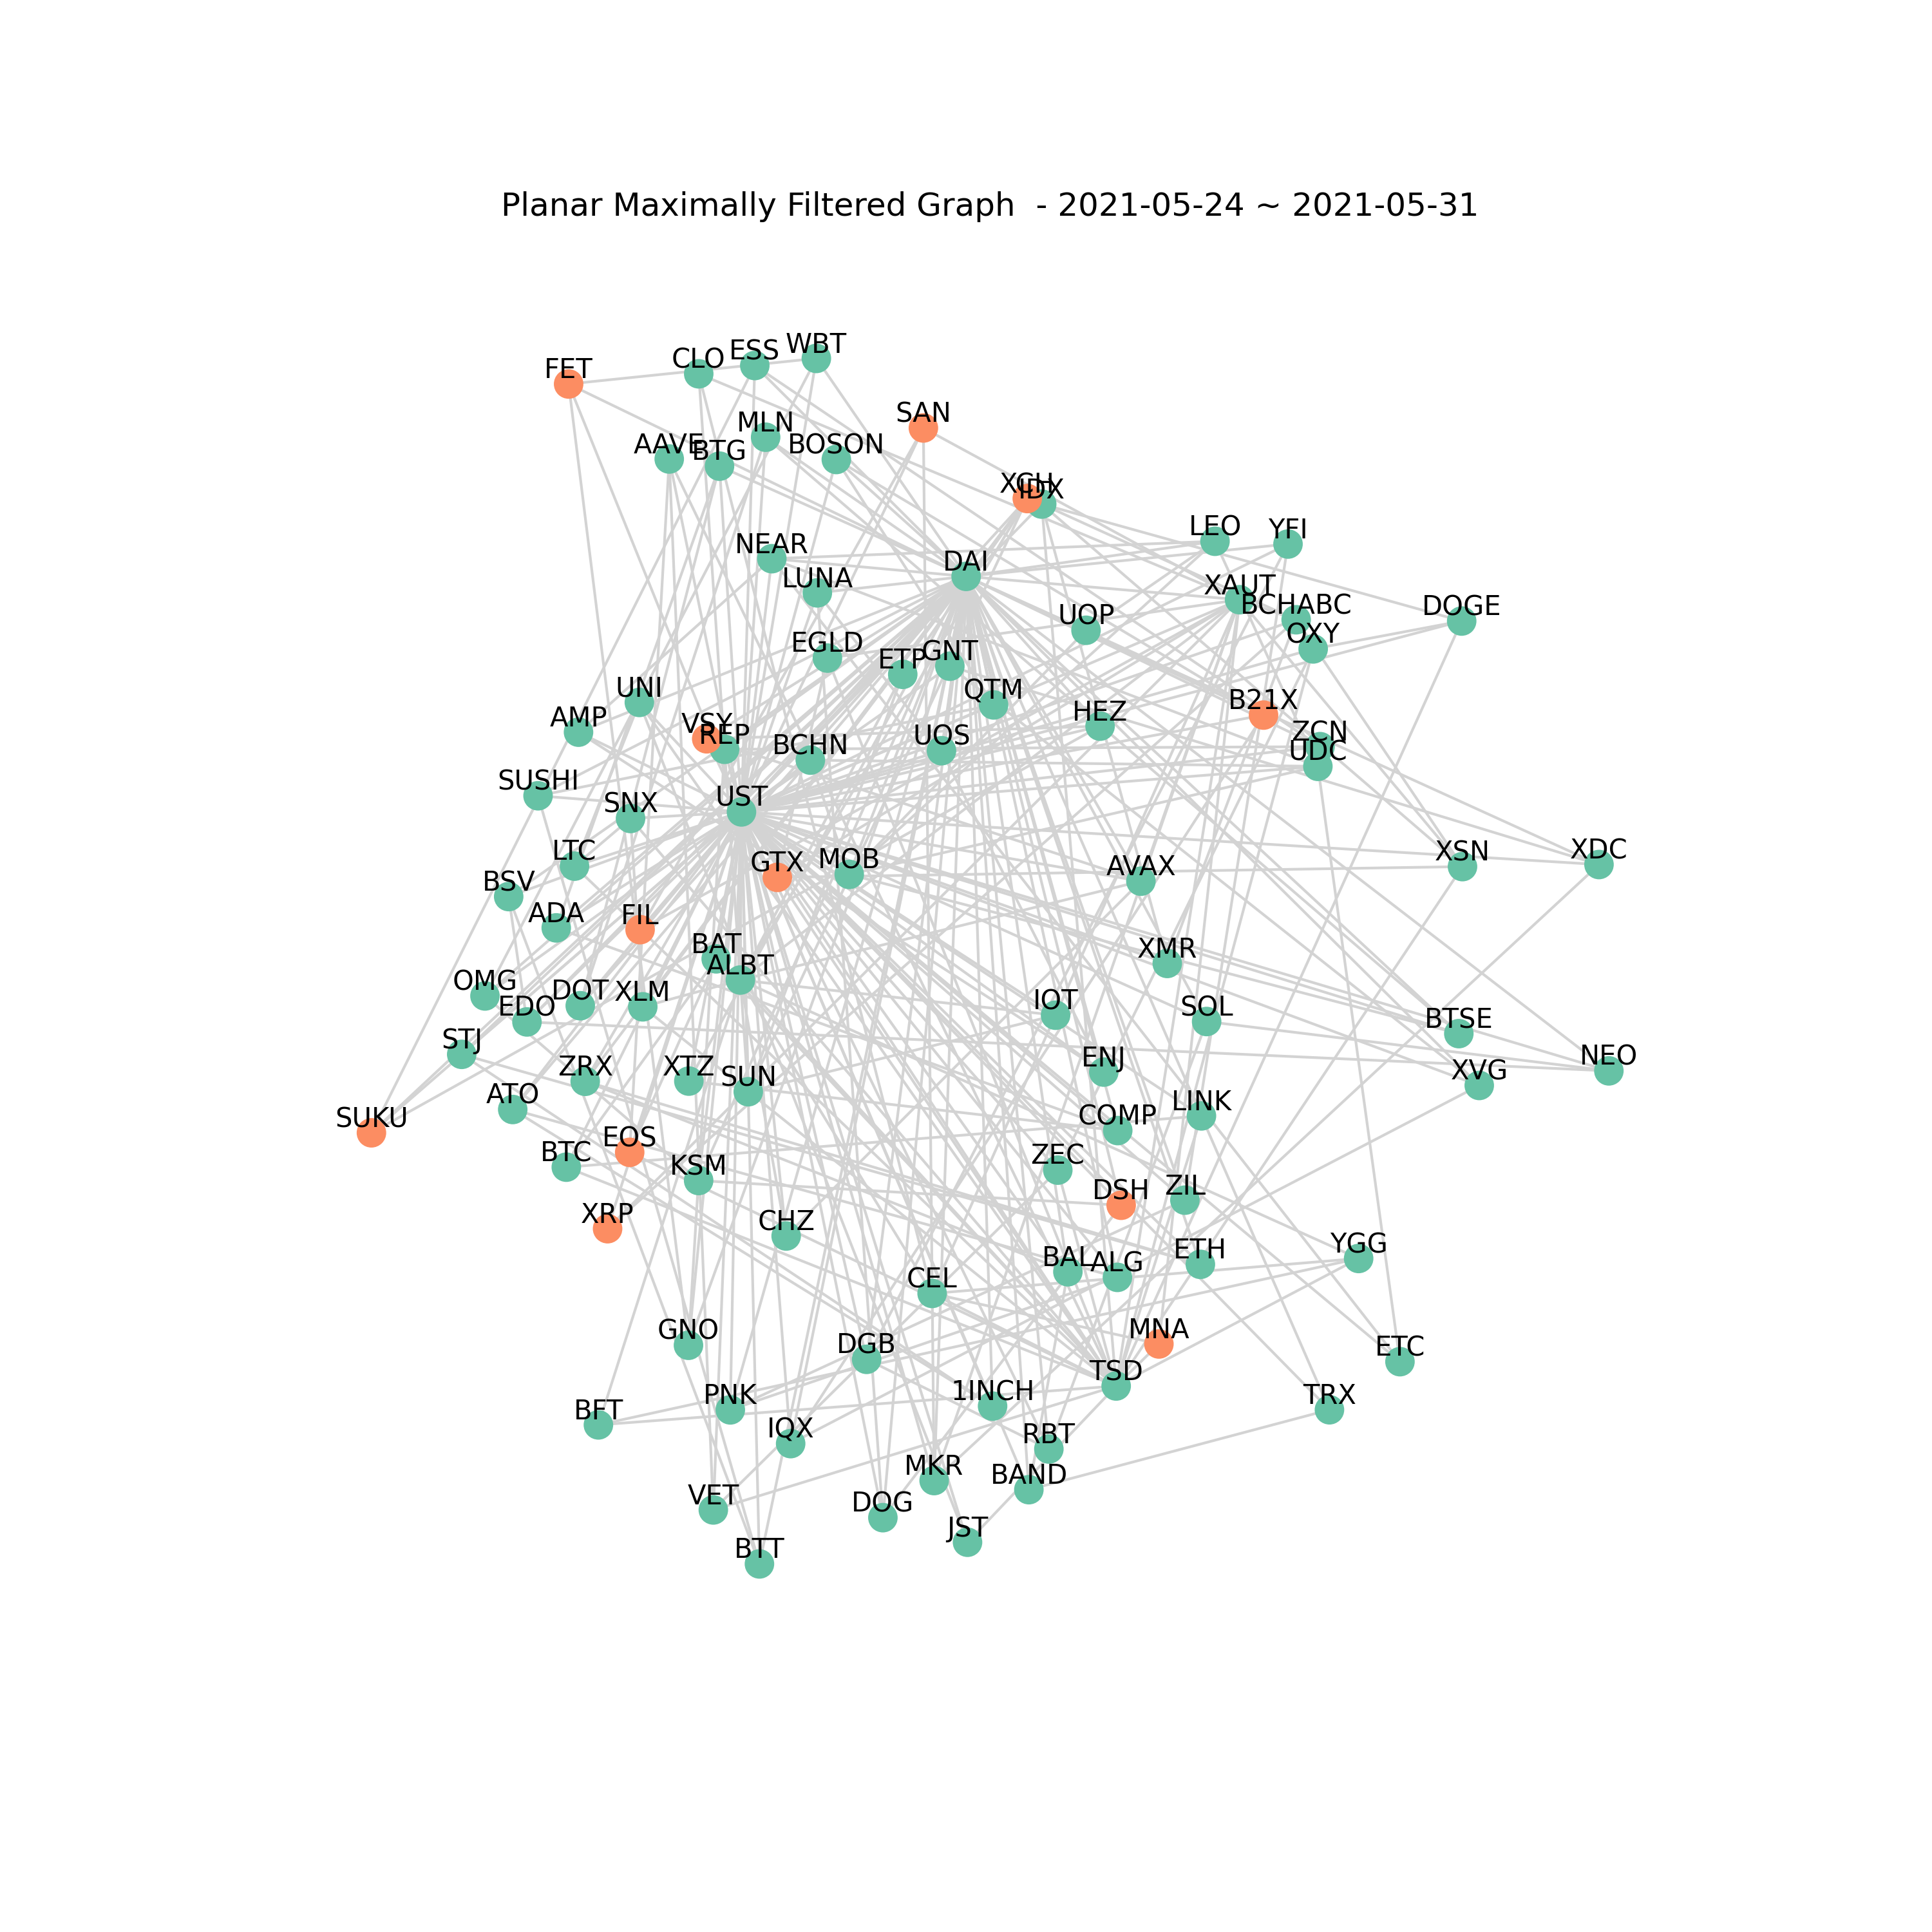 Planar Maximally Filtered Graph  - 2021-05-24 ~ 2021-05-31
WBT
ESS
CLO
FET
SAN
MLN
AAVE
BTG
BOSON
XCH
IDX
LEO
YFI
NEAR
DAI
LUNA
XAUT
BCHABC
DOGE
UOP
OXY
EGLD
GNT
ETP
UNI
QTM
B21X
AMP
HEZ
VSY
REP
BCHN
UOS
ZCN
UDC
SUSHI
UST
SNX
LTC
GTX
MOB
AVAX
XSN
XDC
BSV
ADA
FIL
BAT
XMR
ALBT
OMG
DOT
XLM
EDO
IOT
SOL
BTSE
STJ
ZRX
XTZ
SUN
ENJ
NEO
XVG
ATO
SUKU
COMP
LINK
EOS
BTC
KSM
ZEC
DSH
ZIL
XRP
CHZ
CEL
BAL
ALG
ETH
YGG
GNO
DGB
MNA
ETC
TSD
BFT
PNK
1INCH
TRX
IQX
RBT
MKR
BAND
VET
DOG
JST
BTT